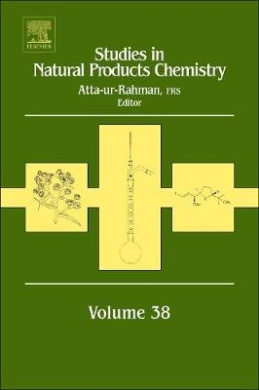 ELSEVIER
Studies in
Natural Products Chemistry
Atta-ur-Rahman, FRS
Editor
Volume 38